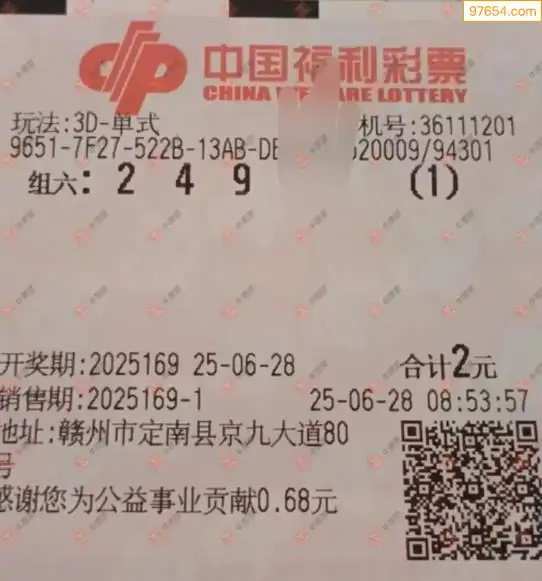 97654.com
中国福利彩票
CHINA WELFARE LOTTERY
玩法:3D-单式 机号:36111201
9651-7F27-522B-13AB-DE 20009/94301
组六: 2 4 9 (1)
开奖期:2025169 25-06-28 合计2元
销售期:2025169-1 25-06-28 08:53:57
地址:赣州市定南县京九大道80
号
感谢您为公益事业贡献0.68元